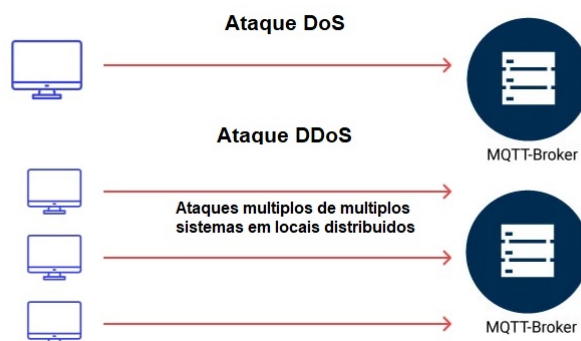 Ataque DoS
MQTT-Broker
Ataque DDoS
Ataques multiplos de multiplos
sistemas em locais distribuidos
MQTT-Broker